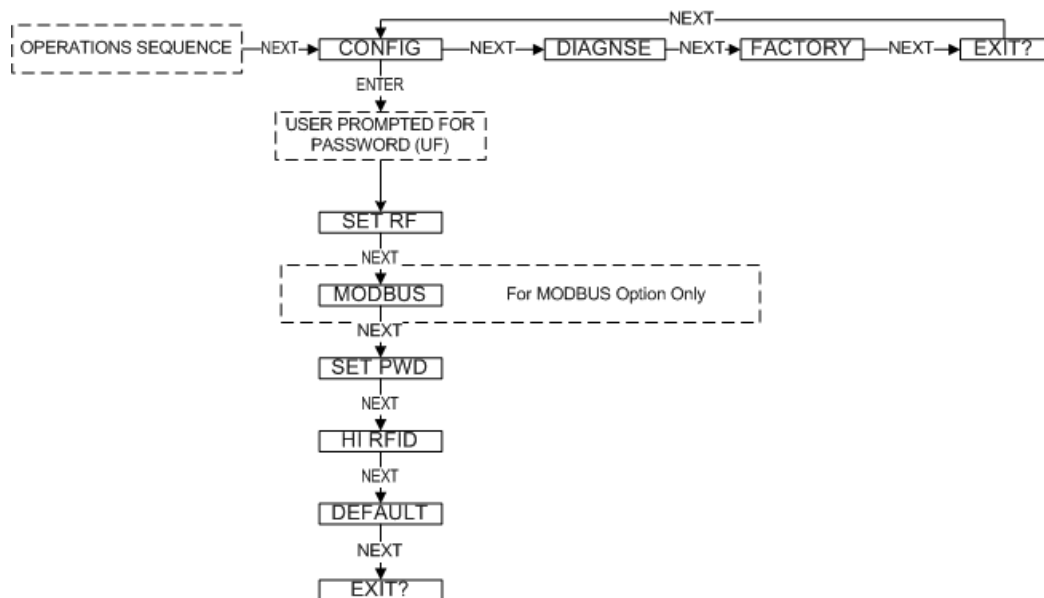 NEXT
OPERATIONS SEQUENCE
NEXT
CONFIG
NEXT
DIAGNSE
NEXT
FACTORY
NEXT
EXIT?
ENTER
USER PROMPTED FOR
PASSWORD (UF)
SET RF
NEXT
MODBUS
For MODBUS Option Only
NEXT
SET PWD
NEXT
HI RFID
NEXT
DEFAULT
NEXT
EXIT?